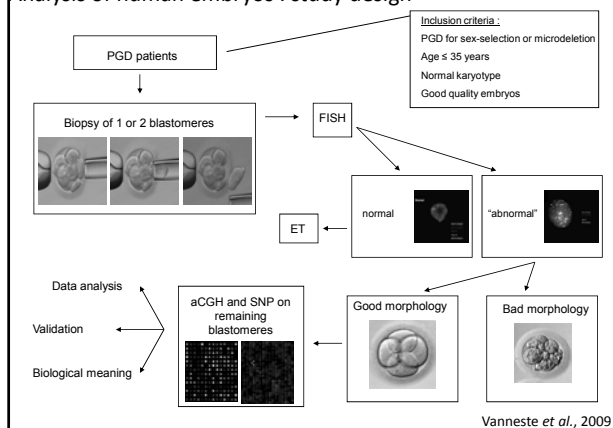 Analysis of human embryos : study design
PGD patients
Inclusion criteria :
PGD for sex-selection or microdeletion
Age ≤ 35 years
Normal karyotype
Good quality embryos
Biopsy of 1 or 2 blastomeres
FISH
normal
“abnormal”
ET
Data analysis
Validation
Biological meaning
aCGH and SNP on
remaining
blastomeres
Good morphology
Bad morphology
Vanneste et al., 2009